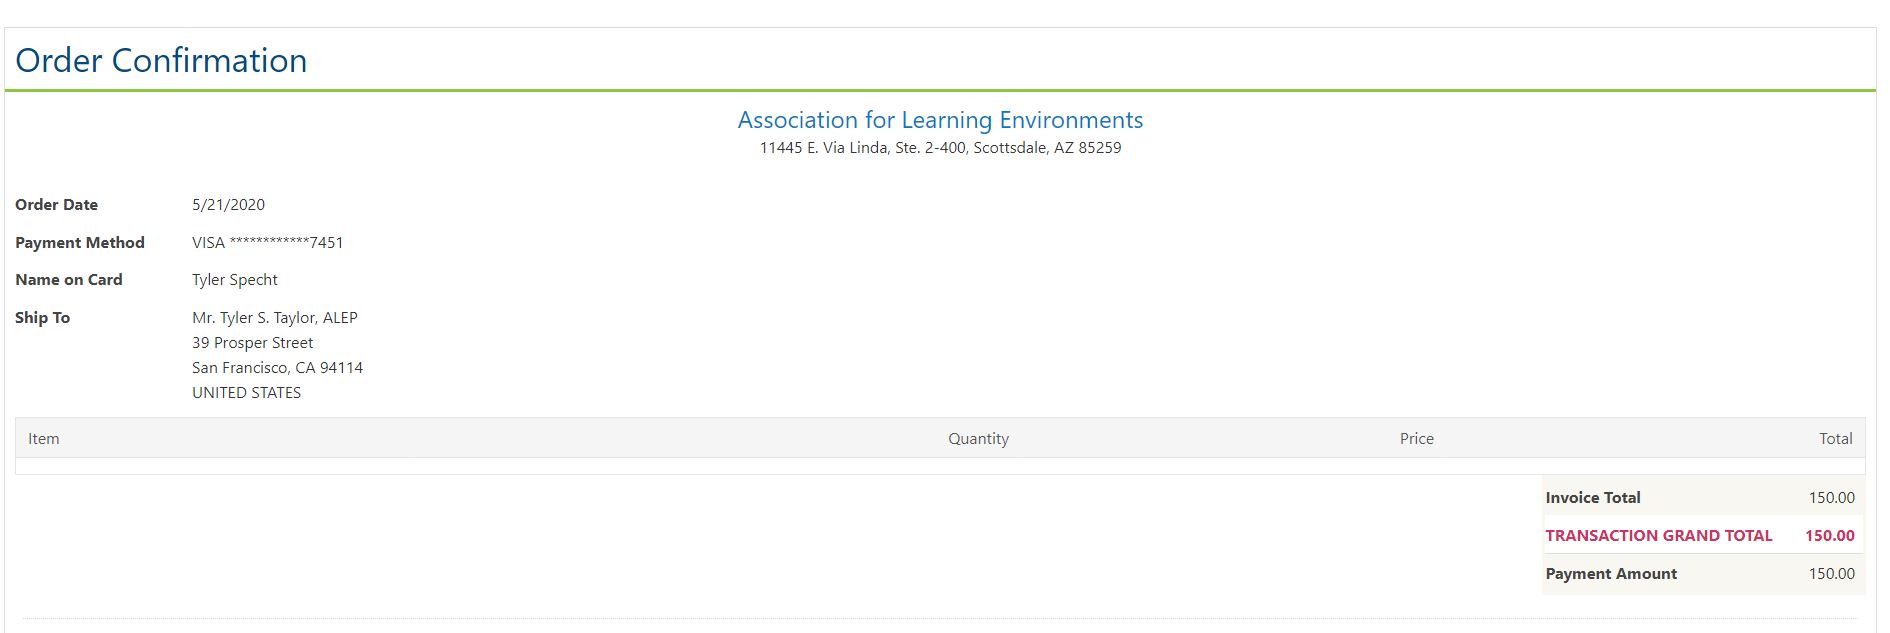 Order Confirmation
Association for Learning Environments
11445 E. Via Linda, Ste. 2-400, Scottsdale, AZ 85259
Order Date 5/21/2020
Payment Method VISA ************7451
Name on Card Tyler Specht
Ship To Mr. Tyler S. Taylor, ALEP
39 Prosper Street
San Francisco, CA 94114
UNITED STATES
Item Quantity Price Total
Invoice Total 150.00
TRANSACTION GRAND TOTAL 150.00
Payment Amount 150.00